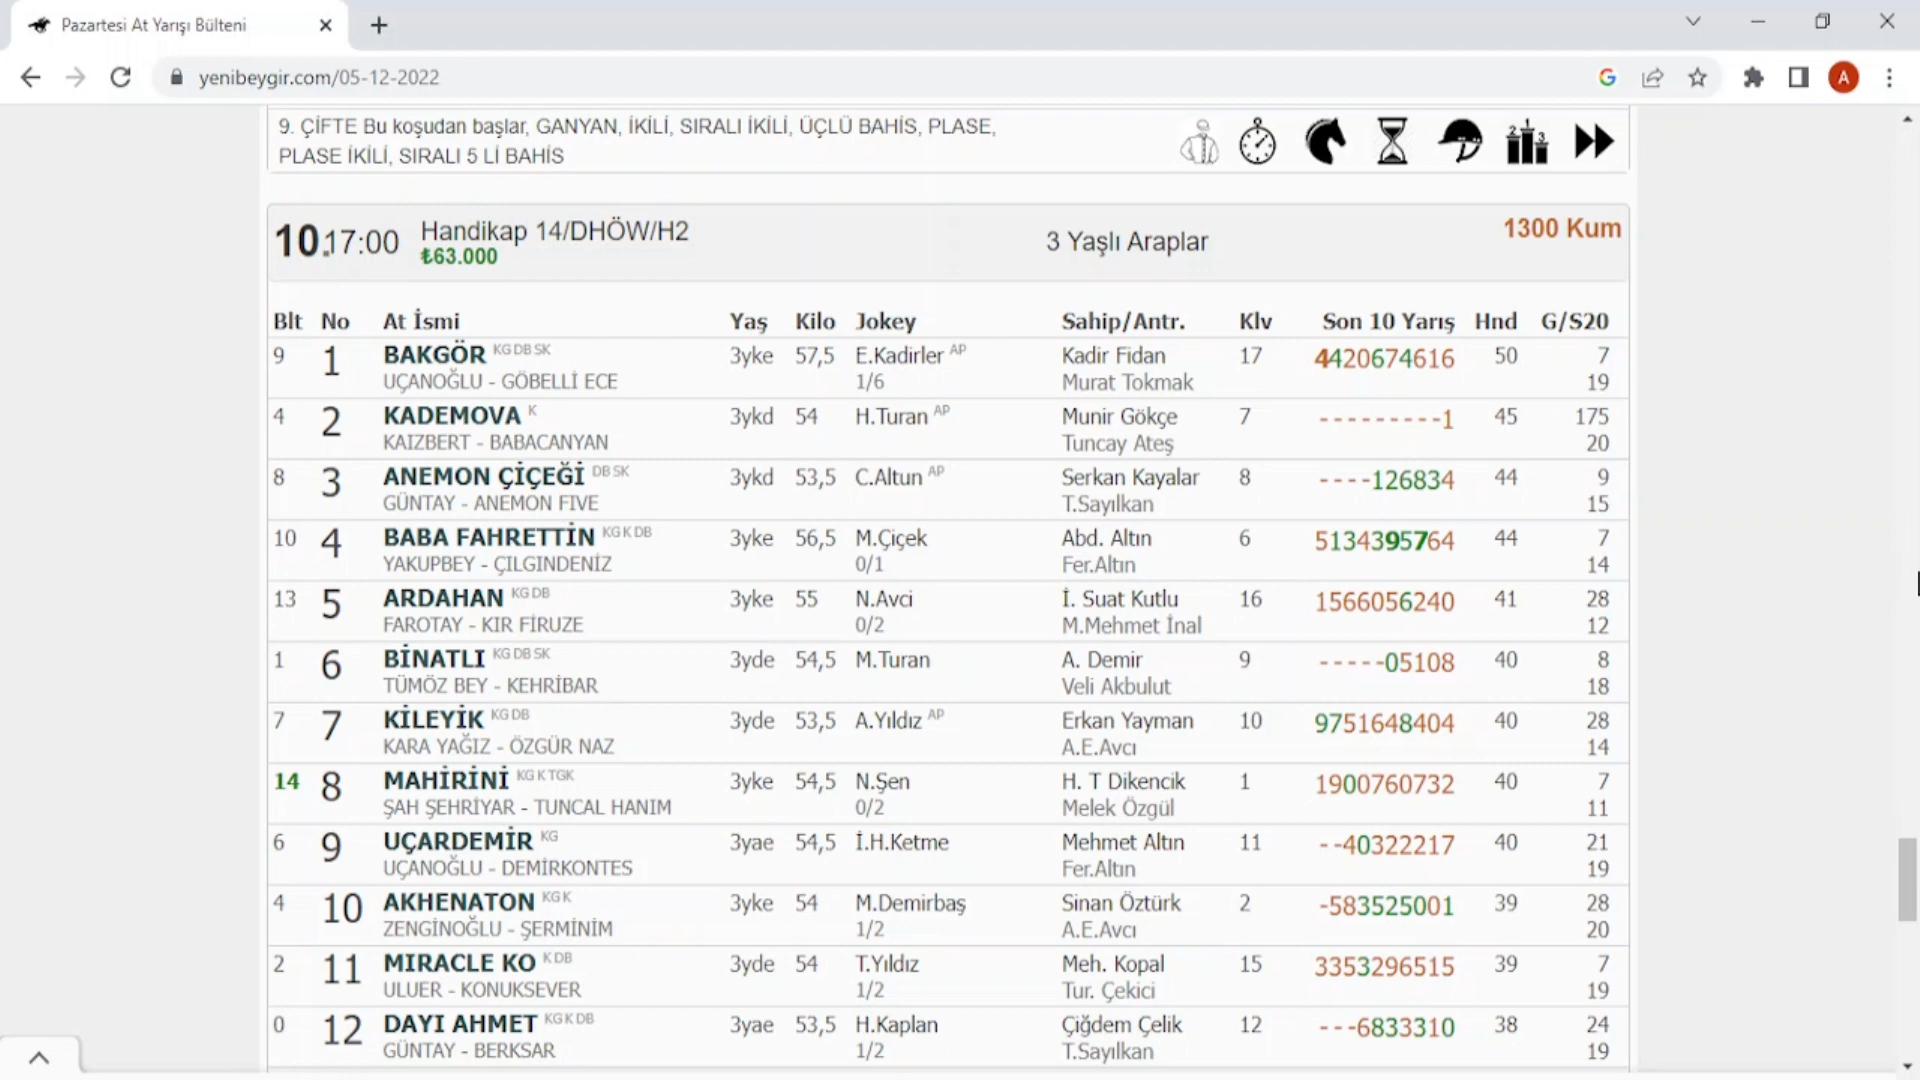 Pazartesi At Yarışı Bülteni
yenibeygir.com/05-12-2022
A
9. ÇİFTE Bu koşudan başlar, GANYAN, İKİLİ, SIRALI İKİLİ, ÜÇLÜ BAHİS, PLASE,
PLASE İKİLİ, SIRALI 5 Lİ BAHİS
10.17:00 Handikap 14/DHÖW/H2 3 Yaşlı Araplar 1300 Kum
₺63.000
Blt No At İsmi Yaş Kilo Jokey Sahip/Antr. Klv Son 10 Yarış Hnd G/S20
9 1 BAKGÖR KG DB SK 3yke 57,5 E.Kadirler AP Kadir Fidan 17 4420674616 50 7
UÇANOĞLU - GÖBELLİ ECE 1/6 Murat Tokmak 19
4 2 KADEMOVA K 3ykd 54 H.Turan AP Munir Gökçe 7 ---------1 45 175
KAIZBERT - BABACANYAN Tuncay Ateş 20
8 3 ANEMON ÇİÇEĞİ DB SK 3ykd 53,5 C.Altun AP Serkan Kayalar 8 ----126834 44 9
GÜNTAY - ANEMON FIVE T.Sayılkan 15
10 4 BABA FAHRETTİN KG K DB 3yke 56,5 M.Çiçek Abd. Altın 6 5134395764 44 7
YAKUPBEY - ÇILGINDENİZ 0/1 Fer.Altın 14
13 5 ARDAHAN KG DB 3yke 55 N.Avci İ. Suat Kutlu 16 1566056240 41 28
FAROTAY - KIR FİRUZE 0/2 M.Mehmet İnal 12
1 6 BİNATLI KG DB SK 3yde 54,5 M.Turan A. Demir 9 -----05108 40 8
TÜMÖZ BEY - KEHRİBAR Veli Akbulut 18
7 7 KİLEYİK KG DB 3yde 53,5 A.Yıldız AP Erkan Yayman 10 9751648404 40 28
KARA YAĞIZ - ÖZGÜR NAZ A.E.Avcı 14
14 8 MAHİRİNİ KG K TGK 3yke 54,5 N.Şen H. T Dikencik 1 1900760732 40 7
ŞAH ŞEHRİYAR - TUNCAL HANIM 0/2 Melek Özgül 11
6 9 UÇARDEMİR KG 3yae 54,5 İ.H.Ketme Mehmet Altın 11 --40322217 40 21
UÇANOĞLU - DEMİRKONTES Fer.Altın 19
4 10 AKHENATON KG K 3yke 54 M.Demirbaş Sinan Öztürk 2 -583525001 39 28
ZENGİNOĞLU - ŞERMİNİM 1/2 A.E.Avcı 20
2 11 MIRACLE KO K DB 3yde 54 T.Yıldız Meh. Kopal 15 3353296515 39 7
ULUER - KONUKSEVER 1/2 Tur. Çekici 19
0 12 DAYI AHMET KG K DB 3yae 53,5 H.Kaplan Çiğdem Çelik 12 ---6833310 38 24
GÜNTAY - BERKSAR 1/2 T.Sayılkan 19